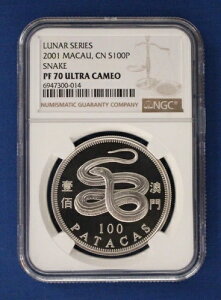 LUNAR SERIES
2001 MACAU, CN S100P
SNAKE
PF 70 ULTRA CAMEO
6947300-014
NUMISMATIC GUARANTY COMPANY
NGC
壹佰
澳門
100
PATACAS